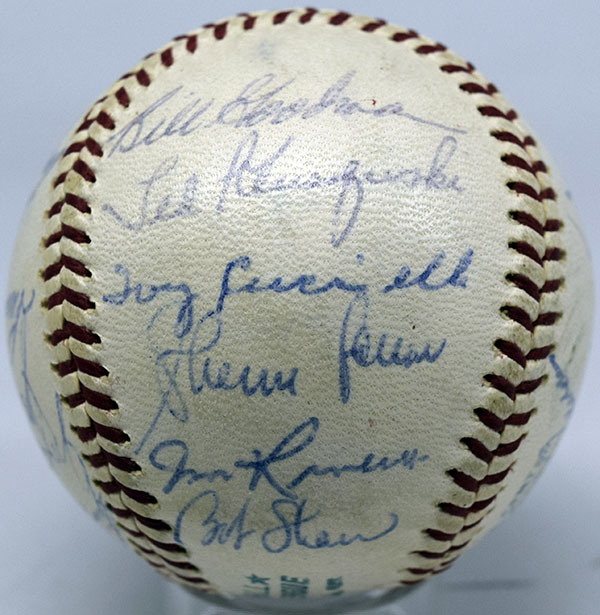 Bill Goodman
Ted Kluszewski
Tony Cuccinello
Sherm Lollar
Jim Rivera
Bob Shaw